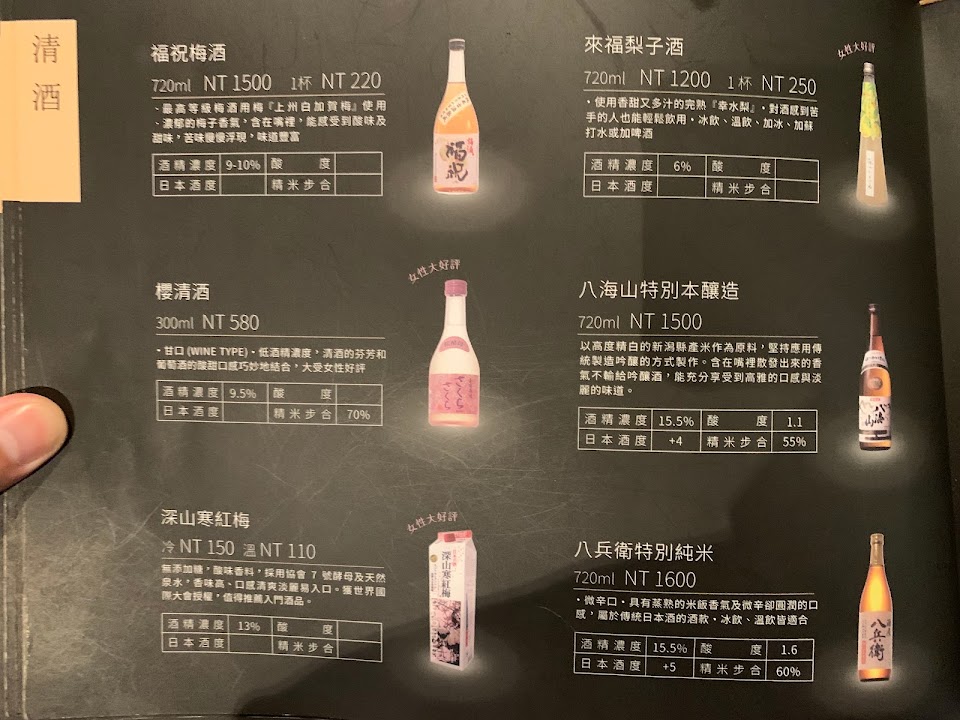 清酒
福祝梅酒
720ml NT 1500 1杯 NT 220
、最高等級梅酒用梅『上州白加賀梅』使用
、濃郁的梅子香氣，含在嘴裡，能感受到酸味及
甜味，苦味慢慢浮現，味道豐富
酒精濃度 9-10% 酸度
日本酒度 精米步合
福祝
女性大好評
來福梨子酒
720ml NT 1200 1杯 NT 250
・使用香甜又多汁的完熟『幸水梨』・對酒感到苦
手的人也能輕鬆飲用・冰飲、溫飲、加冰、加蘇
打水或加啤酒
酒精濃度 6% 酸度
日本酒度 精米步合
女性大好評
櫻清酒
300ml NT 580
・甘口 (WINE TYPE)・低酒精濃度，清酒的芬芳和
葡萄酒的酸甜口感巧妙地結合，大受女性好評
酒精濃度 9.5% 酸度
日本酒度 精米步合 70%
さくら
さくら
八海山特別本釀造
720ml NT 1500
以高度精白的新潟縣產米作為原料，堅持應用傳
統製造吟釀的方式製作。含在嘴裡散發出來的香
氣不輸給吟釀酒，能充分享受到高雅的口感與淡
麗的味道。
酒精濃度 15.5% 酸度 1.1
日本酒度 +4 精米步合 55%
八海山
女性大好評
深山寒紅梅
冷 NT 150 溫 NT 110
無添加糖，酸味香料，採用協會 7 號酵母及天然
泉水，香味高、口感清爽淡麗易入口。獲世界國
際大會授權，值得推薦入門酒品。
酒精濃度 13% 酸度
日本酒度 精米步合
深山寒紅梅
八兵衛特別純米
720ml NT 1600
・微辛口・具有蒸熟的米飯香氣及微辛卻圓潤的口
感，屬於傳統日本酒的酒款・冰飲、溫飲皆適合
酒精濃度 15.5% 酸度 1.6
日本酒度 +5 精米步合 60%
八兵衛